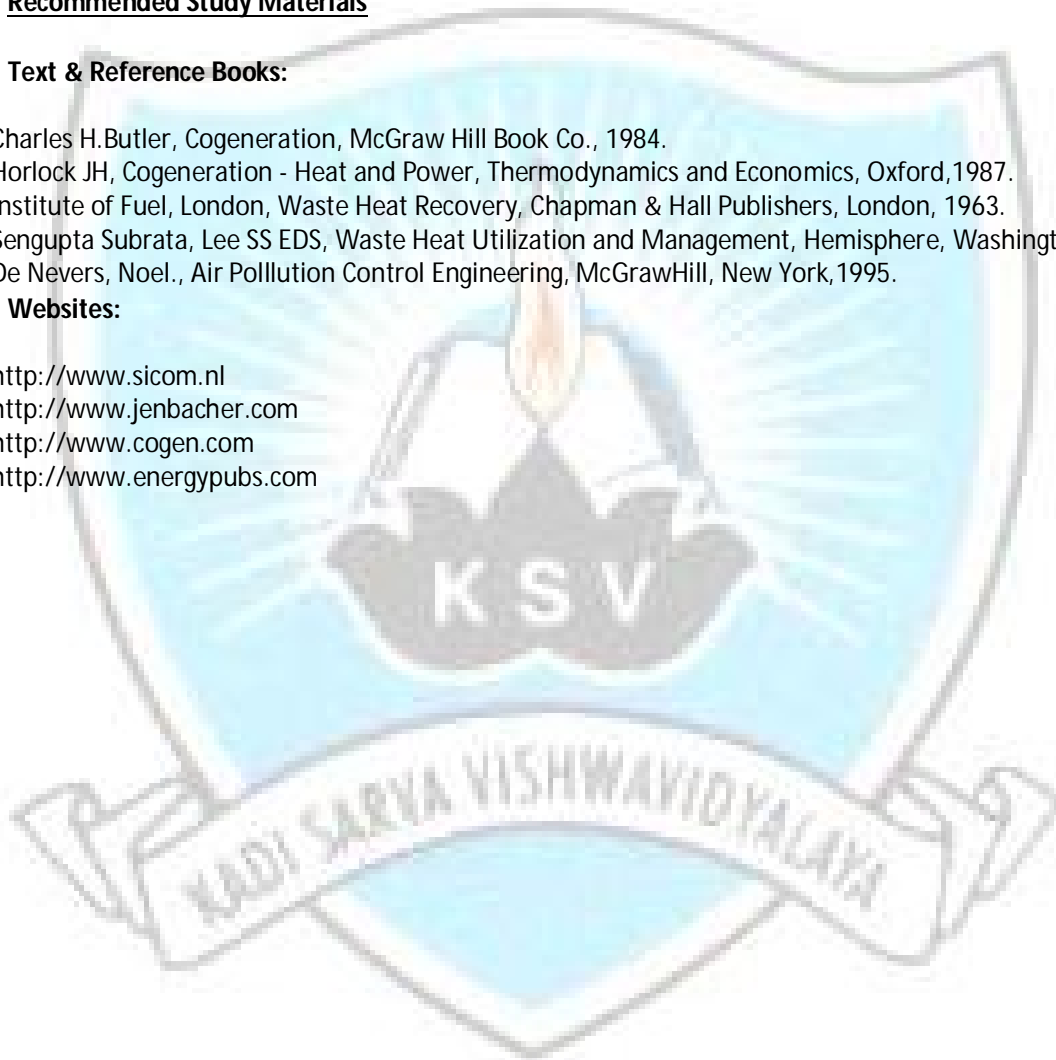 Recommended Study Materials
Text & Reference Books:
Charles H.Butler, Cogeneration, McGraw Hill Book Co., 1984.
Horlock JH, Cogeneration - Heat and Power, Thermodynamics and Economics, Oxford,1987.
Institute of Fuel, London, Waste Heat Recovery, Chapman & Hall Publishers, London, 1963.
Sengupta Subrata, Lee SS EDS, Waste Heat Utilization and Management, Hemisphere, Washingt
De Nevers, Noel., Air Polllution Control Engineering, McGrawHill, New York,1995.
Websites:
http://www.sicom.nl
http://www.jenbacher.com
http://www.cogen.com
http://www.energypubs.com
K S V
KADI SARVA VISHWAVIDYALAYA